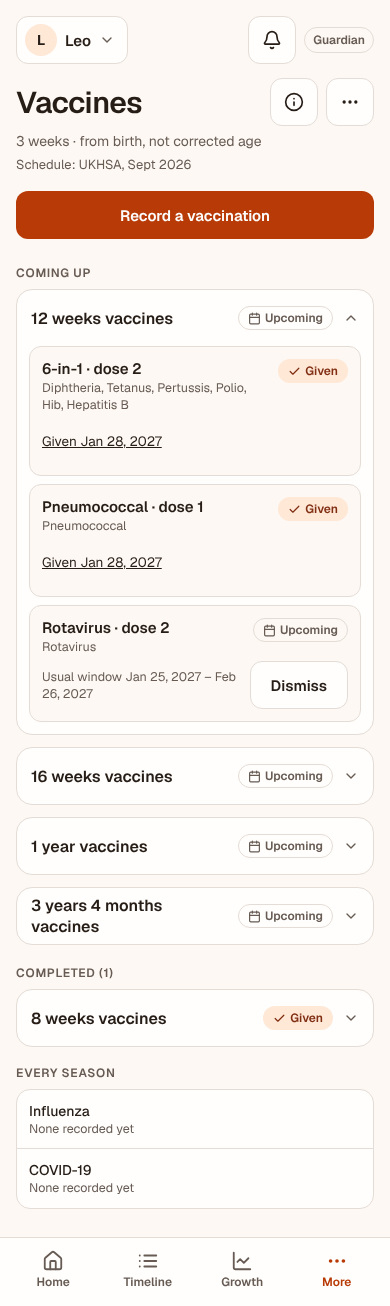 L Leo
Guardian
Vaccines
3 weeks · from birth, not corrected age
Schedule: UKHSA, Sept 2026
Record a vaccination
COMING UP
12 weeks vaccines
Upcoming
6-in-1 · dose 2
Given
Diphtheria, Tetanus, Pertussis, Polio,
Hib, Hepatitis B
Given Jan 28, 2027
Pneumococcal · dose 1
Given
Pneumococcal
Given Jan 28, 2027
Rotavirus · dose 2
Upcoming
Rotavirus
Usual window Jan 25, 2027 – Feb
26, 2027
Dismiss
16 weeks vaccines
Upcoming
1 year vaccines
Upcoming
3 years 4 months
vaccines
Upcoming
COMPLETED (1)
8 weeks vaccines
Given
EVERY SEASON
Influenza
None recorded yet
COVID-19
None recorded yet
Home
Timeline
Growth
More